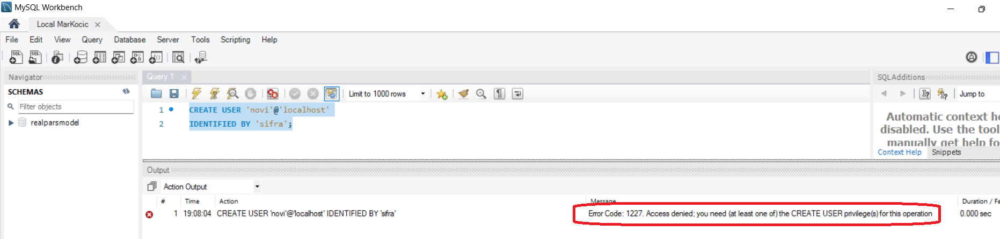 MySQL Workbench
Local MarKocic
File Edit View Query Database Server Tools Scripting Help
Navigator
SCHEMAS
Filter objects
realparsmodel
Query 1
Limit to 1000 rows
1 CREATE USER 'novi'@'localhost'
2 IDENTIFIED BY 'sifra';
SQLAdditions
Jump to
Automatic context he
disabled. Use the tool
manually get help fo
Context Help Snippets
Output
Action Output
# Time Action Message Duration / Fe
1 19:08:04 CREATE USER 'novi'@'localhost' IDENTIFIED BY 'sifra' Error Code: 1227. Access denied; you need (at least one of) the CREATE USER privilege(s) for this operation 0.000 sec